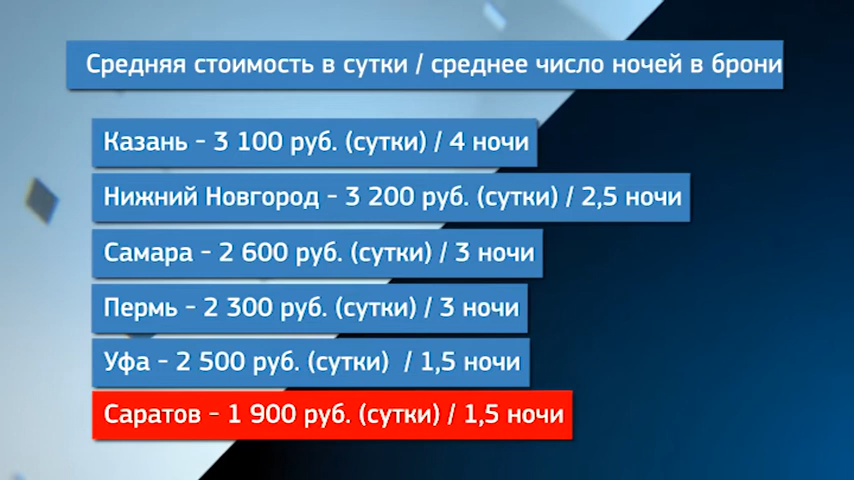 Средняя стоимость в сутки / среднее число ночей в брони
Казань - 3 100 руб. (сутки) / 4 ночи
Нижний Новгород - 3 200 руб. (сутки) / 2,5 ночи
Самара - 2 600 руб. (сутки) / 3 ночи
Пермь - 2 300 руб. (сутки) / 3 ночи
Уфа - 2 500 руб. (сутки) / 1,5 ночи
Саратов - 1 900 руб. (сутки) / 1,5 ночи